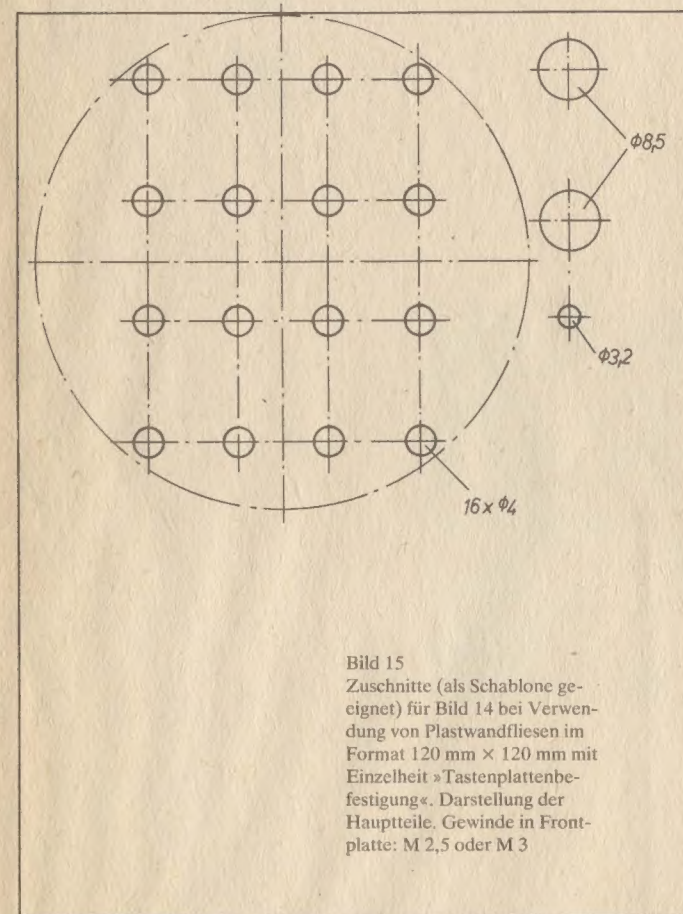 ϕ8,5
ϕ3,2
16 x ϕ4
Bild 15
Zuschnitte (als Schablone ge-
eignet) für Bild 14 bei Verwen-
dung von Plastwandfliesen im
Format 120 mm × 120 mm mit
Einzelheit »Tastenplattenbe-
festigung«. Darstellung der
Hauptteile. Gewinde in Front-
platte: M 2,5 oder M 3